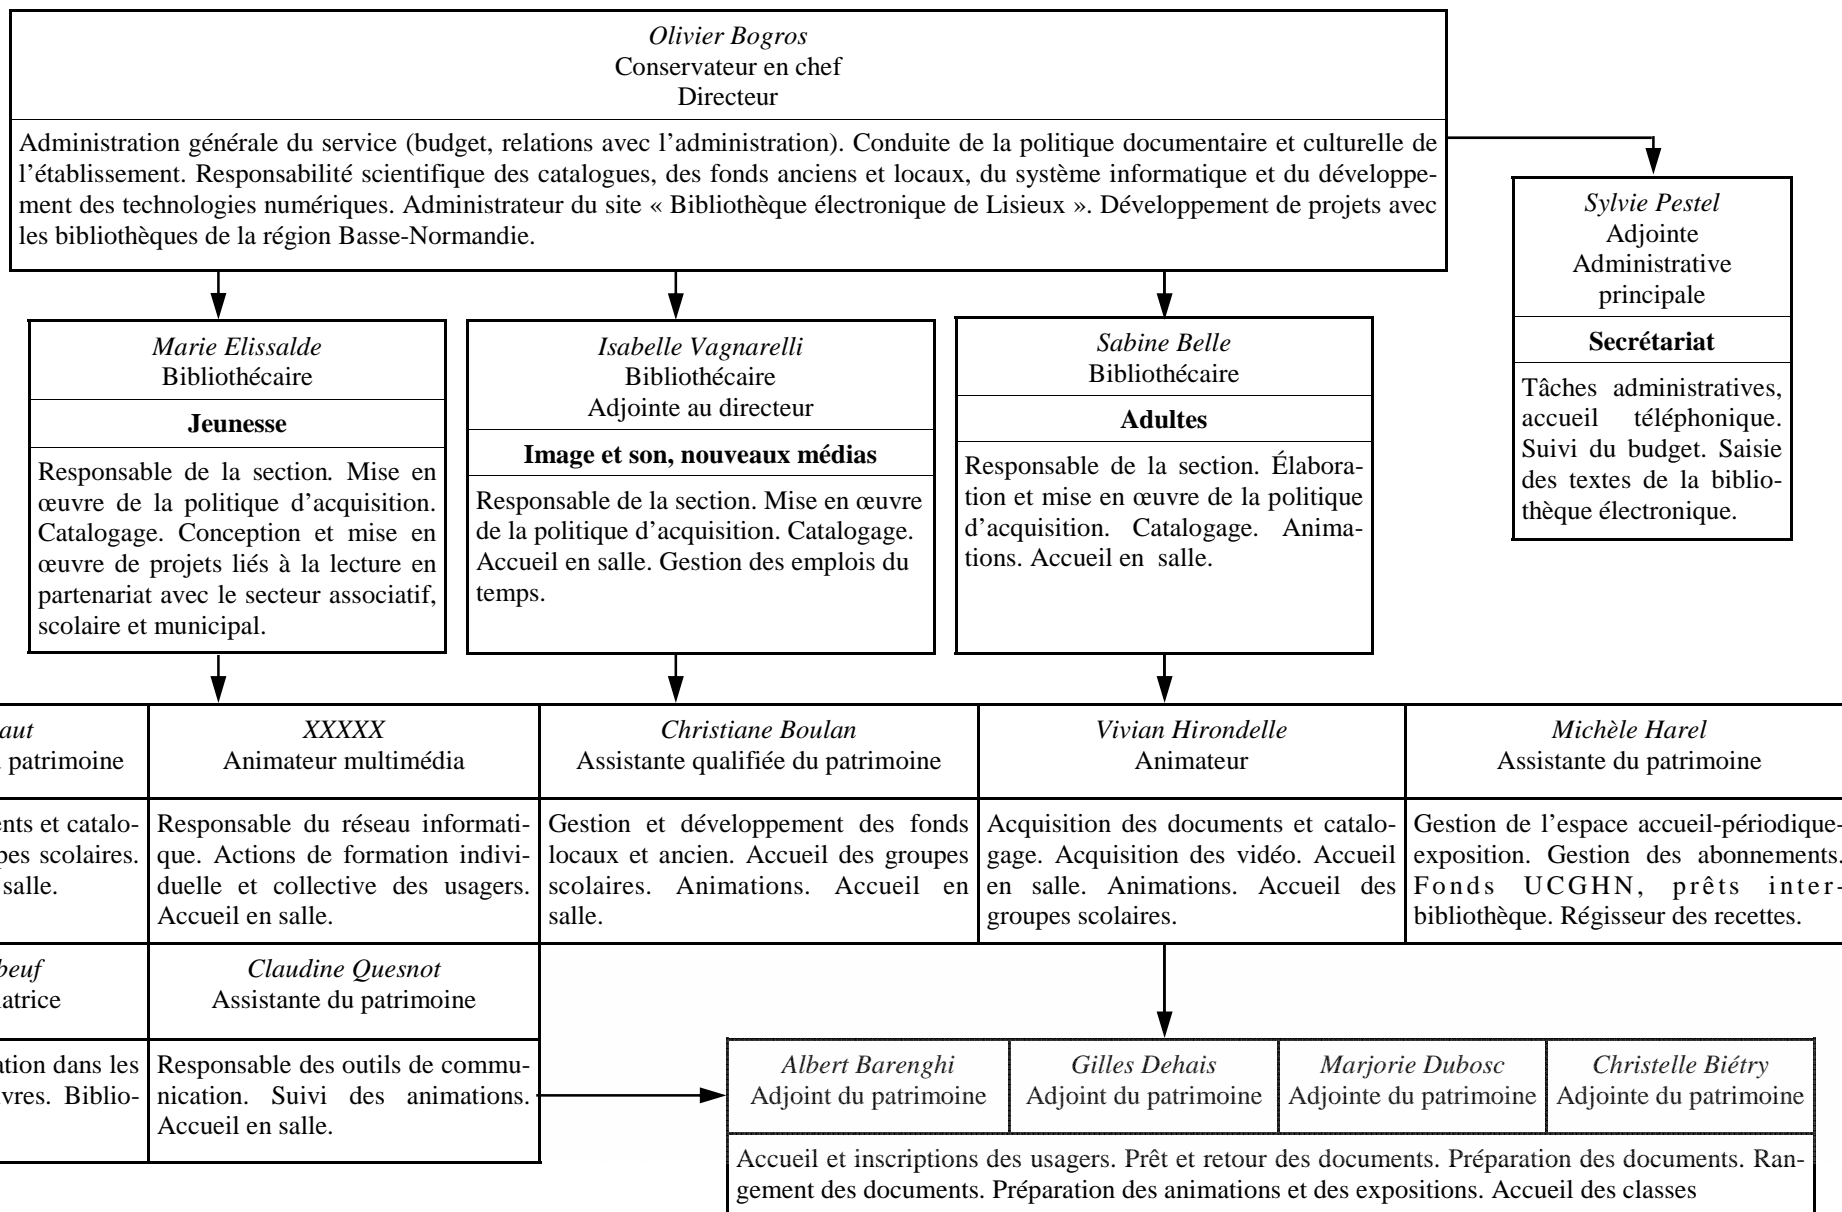 Olivier Bogros
Conservateur en chef
Directeur
Administration générale du service (budget, relations avec l’administration). Conduite de la politique documentaire et culturelle de
l’établissement. Responsabilité scientifique des catalogues, des fonds anciens et locaux, du système informatique et du développe-
ment des technologies numériques. Administrateur du site « Bibliothèque électronique de Lisieux ». Développement de projets avec
les bibliothèques de la région Basse-Normandie.
Sylvie Pestel
Adjointe
Administrative
principale
Secrétariat
Tâches administratives,
accueil téléphonique.
Suivi du budget. Saisie
des textes de la biblio-
thèque électronique.
Marie Elissalde
Bibliothécaire
Jeunesse
Responsable de la section. Mise en
œuvre de la politique d’acquisition.
Catalogage. Conception et mise en
œuvre de projets liés à la lecture en
partenariat avec le secteur associatif,
scolaire et municipal.
Isabelle Vagnarelli
Bibliothécaire
Adjointe au directeur
Image et son, nouveaux médias
Responsable de la section. Mise en œuvre
de la politique d’acquisition. Catalogage.
Accueil en salle. Gestion des emplois du
temps.
Sabine Belle
Bibliothécaire
Adultes
Responsable de la section. Élabora-
tion et mise en œuvre de la politique
d’acquisition. Catalogage. Anima-
tions. Accueil en salle.
aut
patrimoine
ents et catalo-
pes scolaires.
salle.
XXXXX
Animateur multimédia
Responsable du réseau informati-
que. Actions de formation indivi-
duelle et collective des usagers.
Accueil en salle.
Christiane Boulan
Assistante qualifiée du patrimoine
Gestion et développement des fonds
locaux et ancien. Accueil des groupes
scolaires. Animations. Accueil en
salle.
Vivian Hirondelle
Animateur
Acquisition des documents et catalo-
gage. Acquisition des vidéo. Accueil
en salle. Animations. Accueil des
groupes scolaires.
Michèle Harel
Assistante du patrimoine
Gestion de l’espace accueil-périodique-
exposition. Gestion des abonnements.
Fonds UCGHN, prêts inter-
bibliothèque. Régisseur des recettes.
beuf
atrice
ation dans les
ivres. Biblio-
Claudine Quesnot
Assistante du patrimoine
Responsable des outils de commu-
nication. Suivi des animations.
Accueil en salle.
Albert Barenghi
Adjoint du patrimoine
Gilles Dehais
Adjoint du patrimoine
Marjorie Dubosc
Adjointe du patrimoine
Christelle Biétry
Adjointe du patrimoine
Accueil et inscriptions des usagers. Prêt et retour des documents. Préparation des documents. Ran-
gement des documents. Préparation des animations et des expositions. Accueil des classes